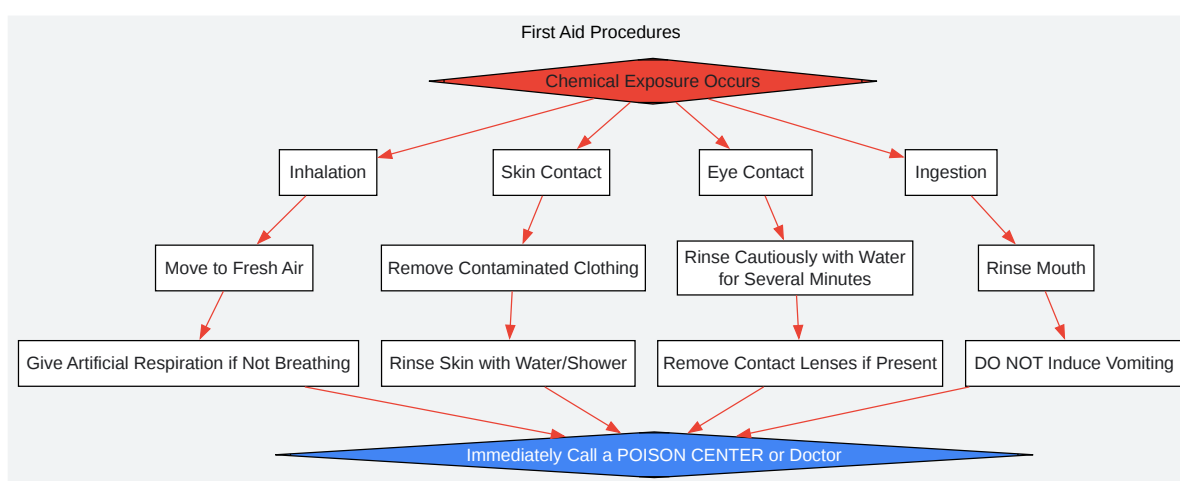 First Aid Procedures
Chemical Exposure Occurs
Inhalation
Skin Contact
Eye Contact
Ingestion
Move to Fresh Air
Remove Contaminated Clothing
Rinse Cautiously with Water
for Several Minutes
Rinse Mouth
Give Artificial Respiration if Not Breathing
Rinse Skin with Water/Shower
Remove Contact Lenses if Present
DO NOT Induce Vomiting
Immediately Call a POISON CENTER or Doctor